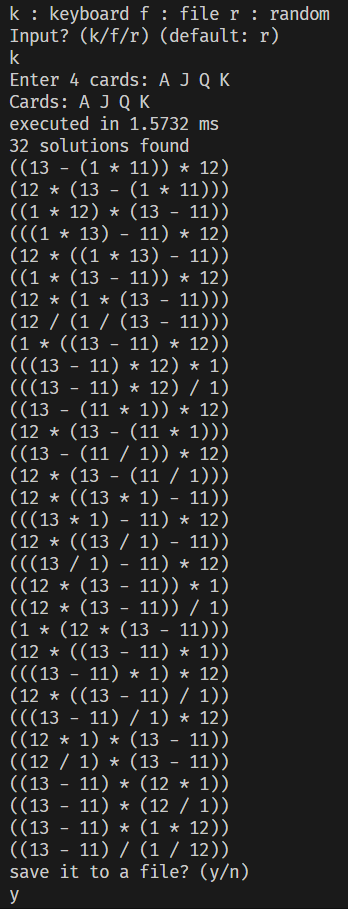 k : keyboard f : file r : random
Input? (k/f/r) (default: r)
k
Enter 4 cards: A J Q K
Cards: A J Q K
executed in 1.5732 ms
32 solutions found
((13 - (1 * 11)) * 12)
(12 * (13 - (1 * 11)))
((1 * 12) * (13 - 11))
(((1 * 13) - 11) * 12)
(12 * ((1 * 13) - 11))
((1 * (13 - 11)) * 12)
(12 * (1 * (13 - 11)))
(12 / (1 / (13 - 11)))
(1 * ((13 - 11) * 12))
(((13 - 11) * 12) * 1)
(((13 - 11) * 12) / 1)
((13 - (11 * 1)) * 12)
(12 * (13 - (11 * 1)))
((13 - (11 / 1)) * 12)
(12 * (13 - (11 / 1)))
(12 * ((13 * 1) - 11))
(((13 * 1) - 11) * 12)
(12 * ((13 / 1) - 11))
(((13 / 1) - 11) * 12)
((12 * (13 - 11)) * 1)
((12 * (13 - 11)) / 1)
(1 * (12 * (13 - 11)))
(12 * ((13 - 11) * 1))
(((13 - 11) * 1) * 12)
(12 * ((13 - 11) / 1))
(((13 - 11) / 1) * 12)
((12 * 1) * (13 - 11))
((12 / 1) * (13 - 11))
((13 - 11) * (12 * 1))
((13 - 11) * (12 / 1))
((13 - 11) * (1 * 12))
((13 - 11) / (1 / 12))
save it to a file? (y/n)
y